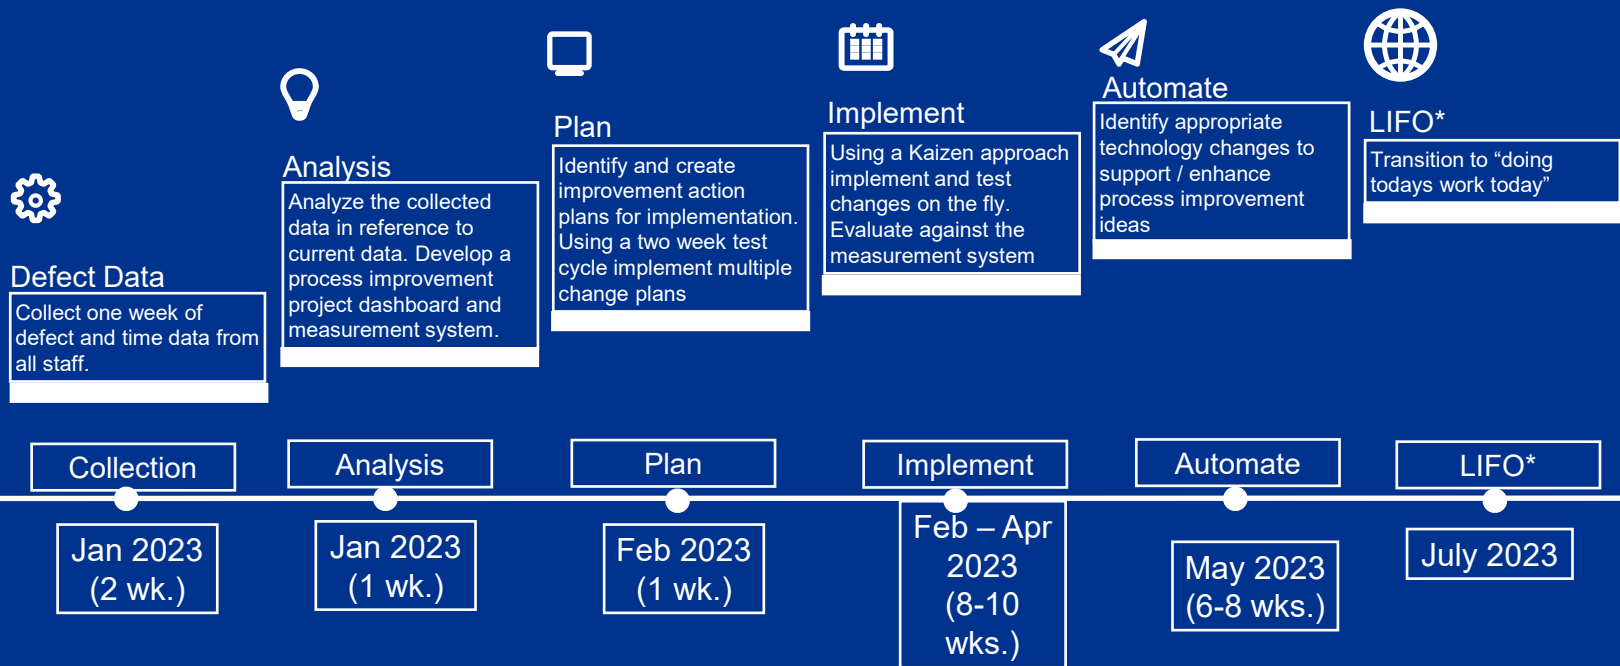 Defect Data
Collect one week of
defect and time data from
all staff.
Analysis
Analyze the collected
data in reference to
current data. Develop a
process improvement
project dashboard and
measurement system.
Plan
Identify and create
improvement action
plans for implementation.
Using a two week test
cycle implement multiple
change plans
Implement
Using a Kaizen approach
implement and test
changes on the fly.
Evaluate against the
measurement system
Automate
Identify appropriate
technology changes to
support / enhance
process improvement
ideas
LIFO*
Transition to “doing
todays work today”
Collection
Analysis
Plan
Implement
Automate
LIFO*
Jan 2023
(2 wk.)
Jan 2023
(1 wk.)
Feb 2023
(1 wk.)
Feb – Apr
2023
(8-10
wks.)
May 2023
(6-8 wks.)
July 2023